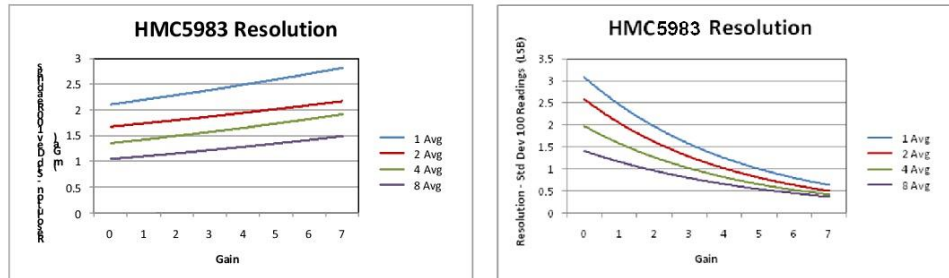 HMC5983 Resolution
3
2.5
2
1.5
1
0.5
0
0 1 2 3 4 5 6 7
Gain
1 Avg
2 Avg
4 Avg
8 Avg
HMC5983 Resolution
Resolution - Std Dev 100 Readings (LSB)
3.5
3
2.5
2
1.5
1
0.5
0
0 1 2 3 4 5 6 7
Gain
1 Avg
2 Avg
4 Avg
8 Avg